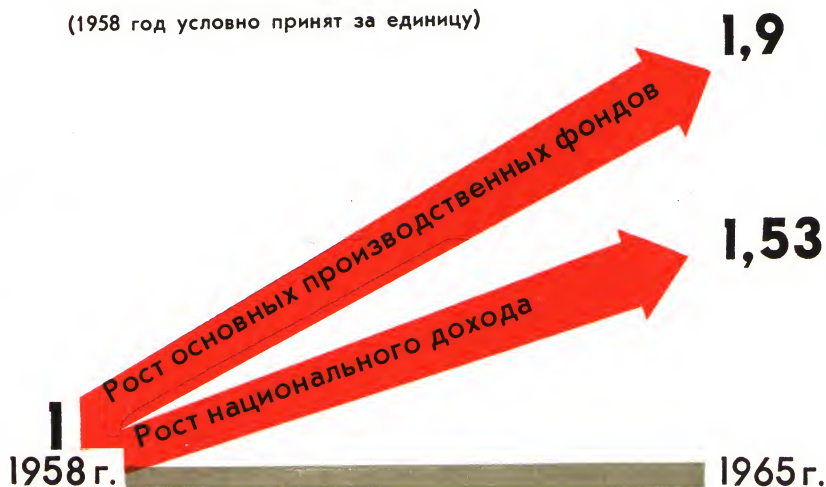 (1958 год условно принят за единицу)
1,9
Рост основных производственных фондов
1,53
Рост национального дохода
1
1958 г.
1965 г.